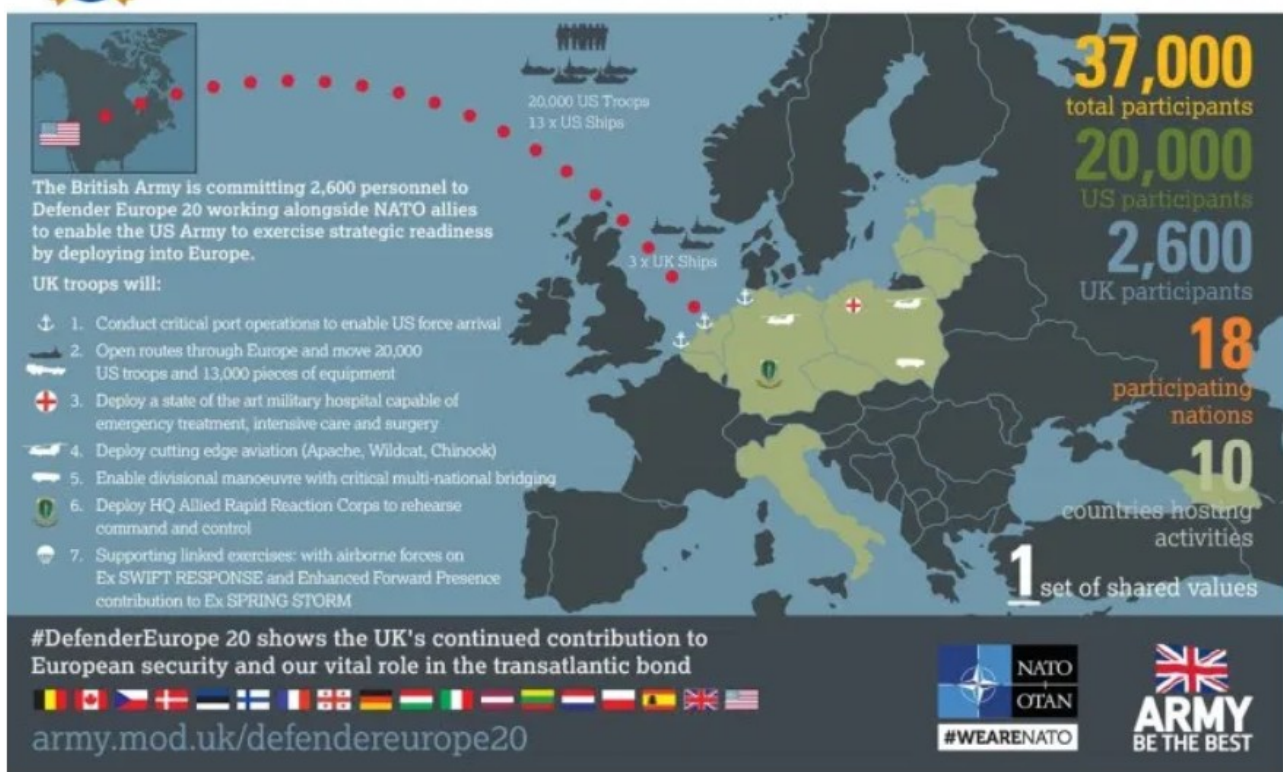 20,000 US Troops
13 x US Ships
The British Army is committing 2,600 personnel to
Defender Europe 20 working alongside NATO allies
to enable the US Army to exercise strategic readiness
by deploying into Europe.
UK troops will:
1. Conduct critical port operations to enable US force arrival
2. Open routes through Europe and move 20,000
US troops and 13,000 pieces of equipment
3. Deploy a state of the art military hospital capable of
emergency treatment, intensive care and surgery
4. Deploy cutting edge aviation (Apache, Wildcat, Chinook)
5. Enable divisional manoeuvre with critical multi-national bridging
6. Deploy HQ Allied Rapid Reaction Corps to rehearse
command and control
7. Supporting linked exercises: with airborne forces on
Ex SWIFT RESPONSE and Enhanced Forward Presence
contribution to Ex SPRING STORM
3 x UK Ships
37,000
total participants
20,000
US participants
2,600
UK participants
18
participating
nations
10
countries hosting
activities
1 set of shared values
#DefenderEurope 20 shows the UK's continued contribution to
European security and our vital role in the transatlantic bond
army.mod.uk/defendereurope20
NATO
OTAN
#WEARENATO
ARMY
BE THE BEST